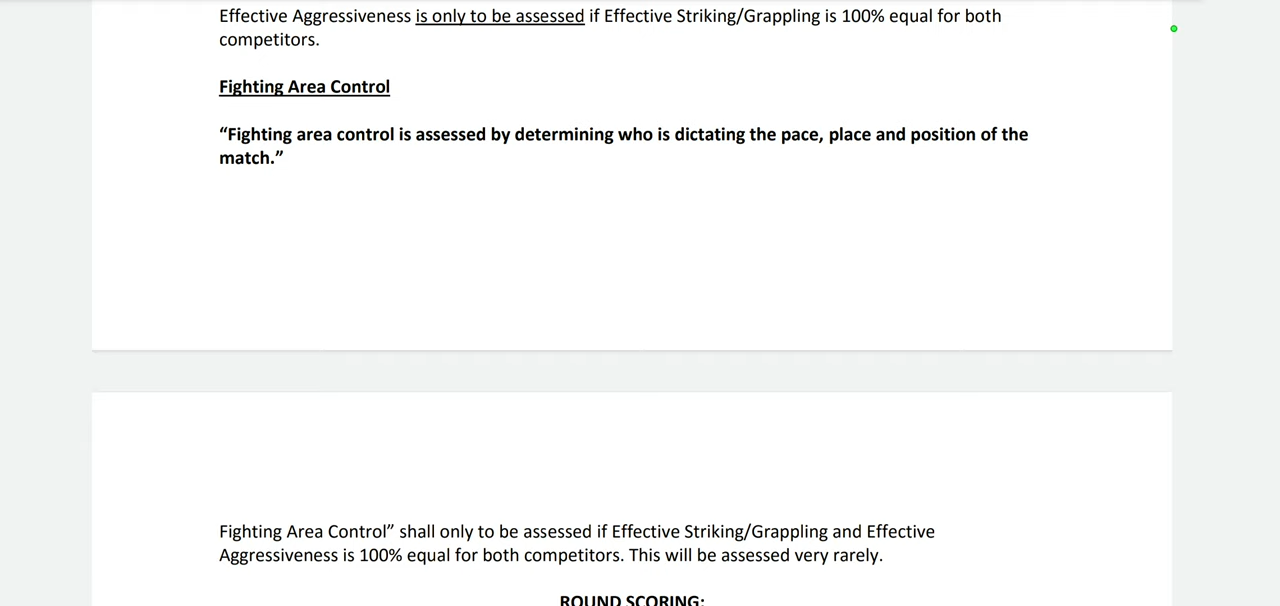 Effective Aggressiveness is only to be assessed if Effective Striking/Grappling is 100% equal for both
competitors.
Fighting Area Control
“Fighting area control is assessed by determining who is dictating the pace, place and position of the
match.”
Fighting Area Control” shall only to be assessed if Effective Striking/Grappling and Effective
Aggressiveness is 100% equal for both competitors. This will be assessed very rarely.
ROUND SCORING: